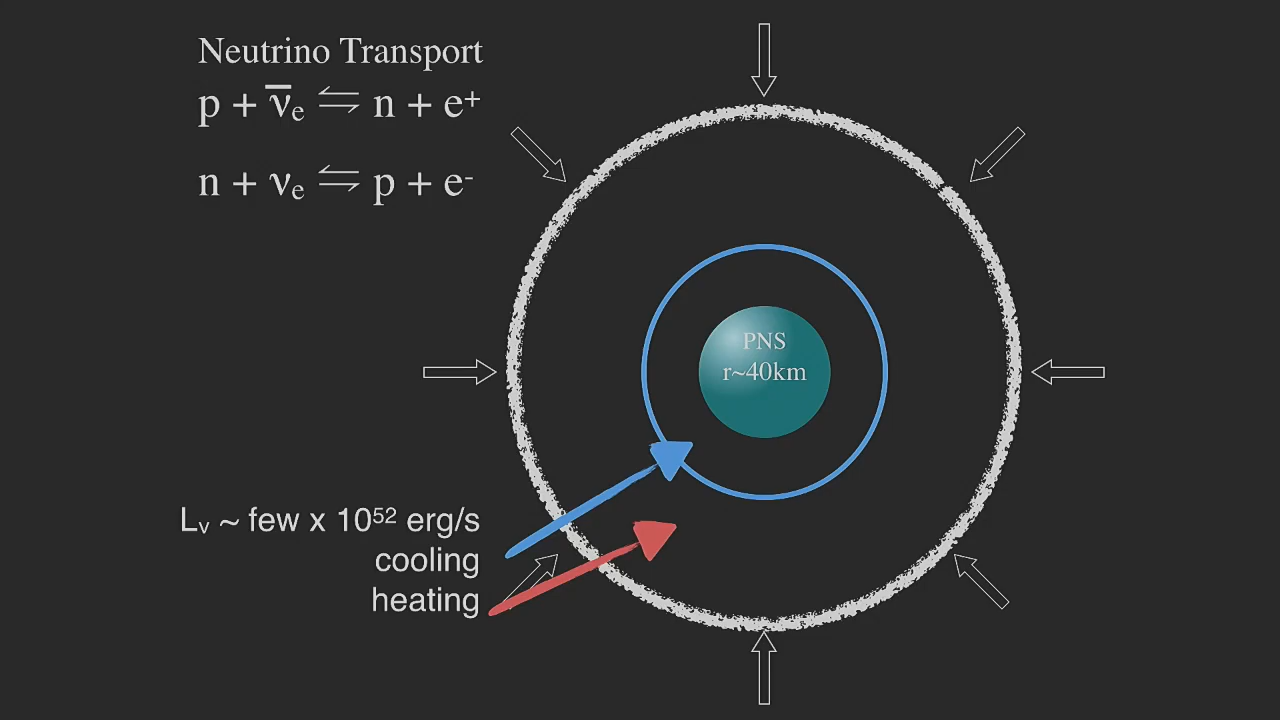 Neutrino Transport
p + ν̅ₑ ⇌ n + e⁺
n + νₑ ⇌ p + e⁻
PNS
r~40km
Lᵥ ~ few x 10⁵² erg/s
cooling
heating